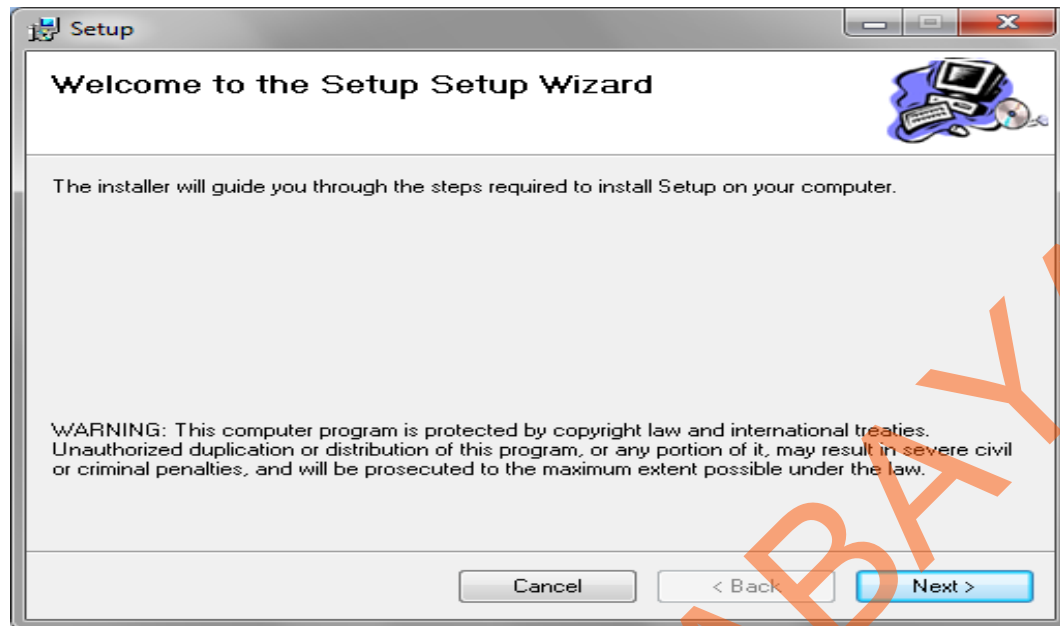 Setup
Welcome to the Setup Setup Wizard
The installer will guide you through the steps required to install Setup on your computer.
WARNING: This computer program is protected by copyright law and international treaties.
Unauthorized duplication or distribution of this program, or any portion of it, may result in severe civil
or criminal penalties, and will be prosecuted to the maximum extent possible under the law.
Cancel
< Back
Next >
ABAY